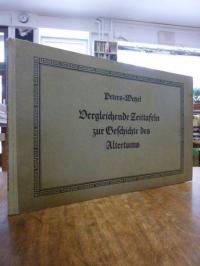 Peters-Wetzel
Vergleichende Zeittafeln
zur Geschichte des
Altertums